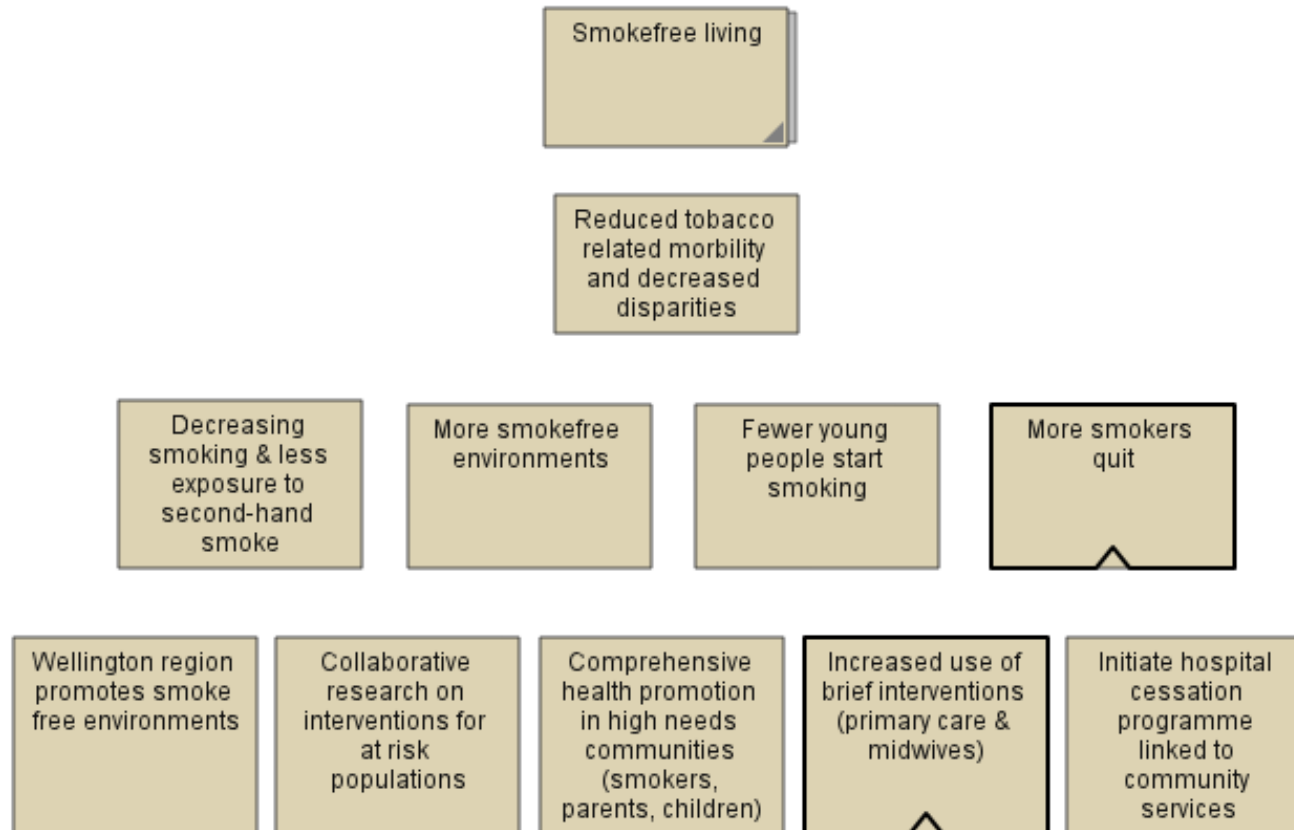 Smokefree living
Reduced tobacco
related morbility
and decreased
disparities
Decreasing
smoking & less
exposure to
second-hand
smoke
More smokefree
environments
Fewer young
people start
smoking
More smokers
quit
Wellington region
promotes smoke
free environments
Collaborative
research on
interventions for
at risk
populations
Comprehensive
health promotion
in high needs
communities
(smokers,
parents, children)
Increased use of
brief interventions
(primary care &
midwives)
Initiate hospital
cessation
programme
linked to
community
services